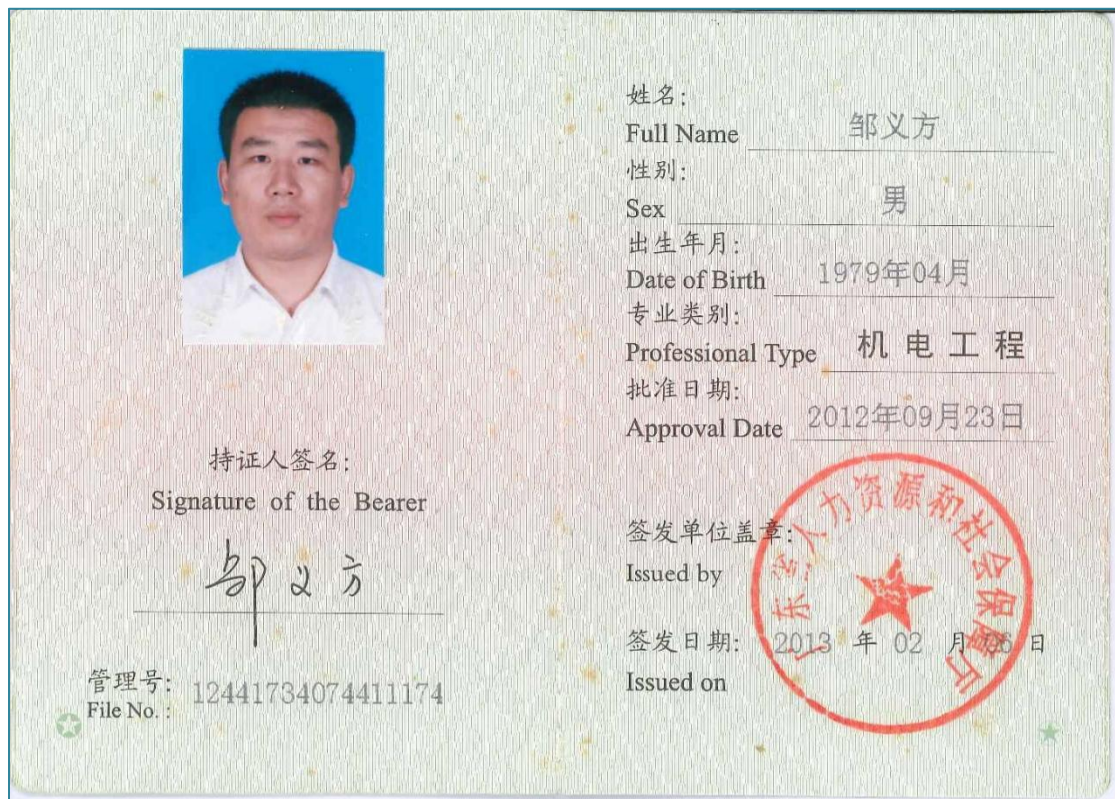 持证人签名:
Signature of the Bearer
邹义方
管理号:
File No. :
12441734074411174
姓名:
Full Name 邹义方
性别:
Sex 男
出生年月:
Date of Birth 1979年04月
专业类别:
Professional Type 机电工程
批准日期:
Approval Date 2012年09月23日
签发单位盖章:
Issued by
广东省人力资源和社会保障厅
签发日期: 2013 年 02 月 06 日
Issued on